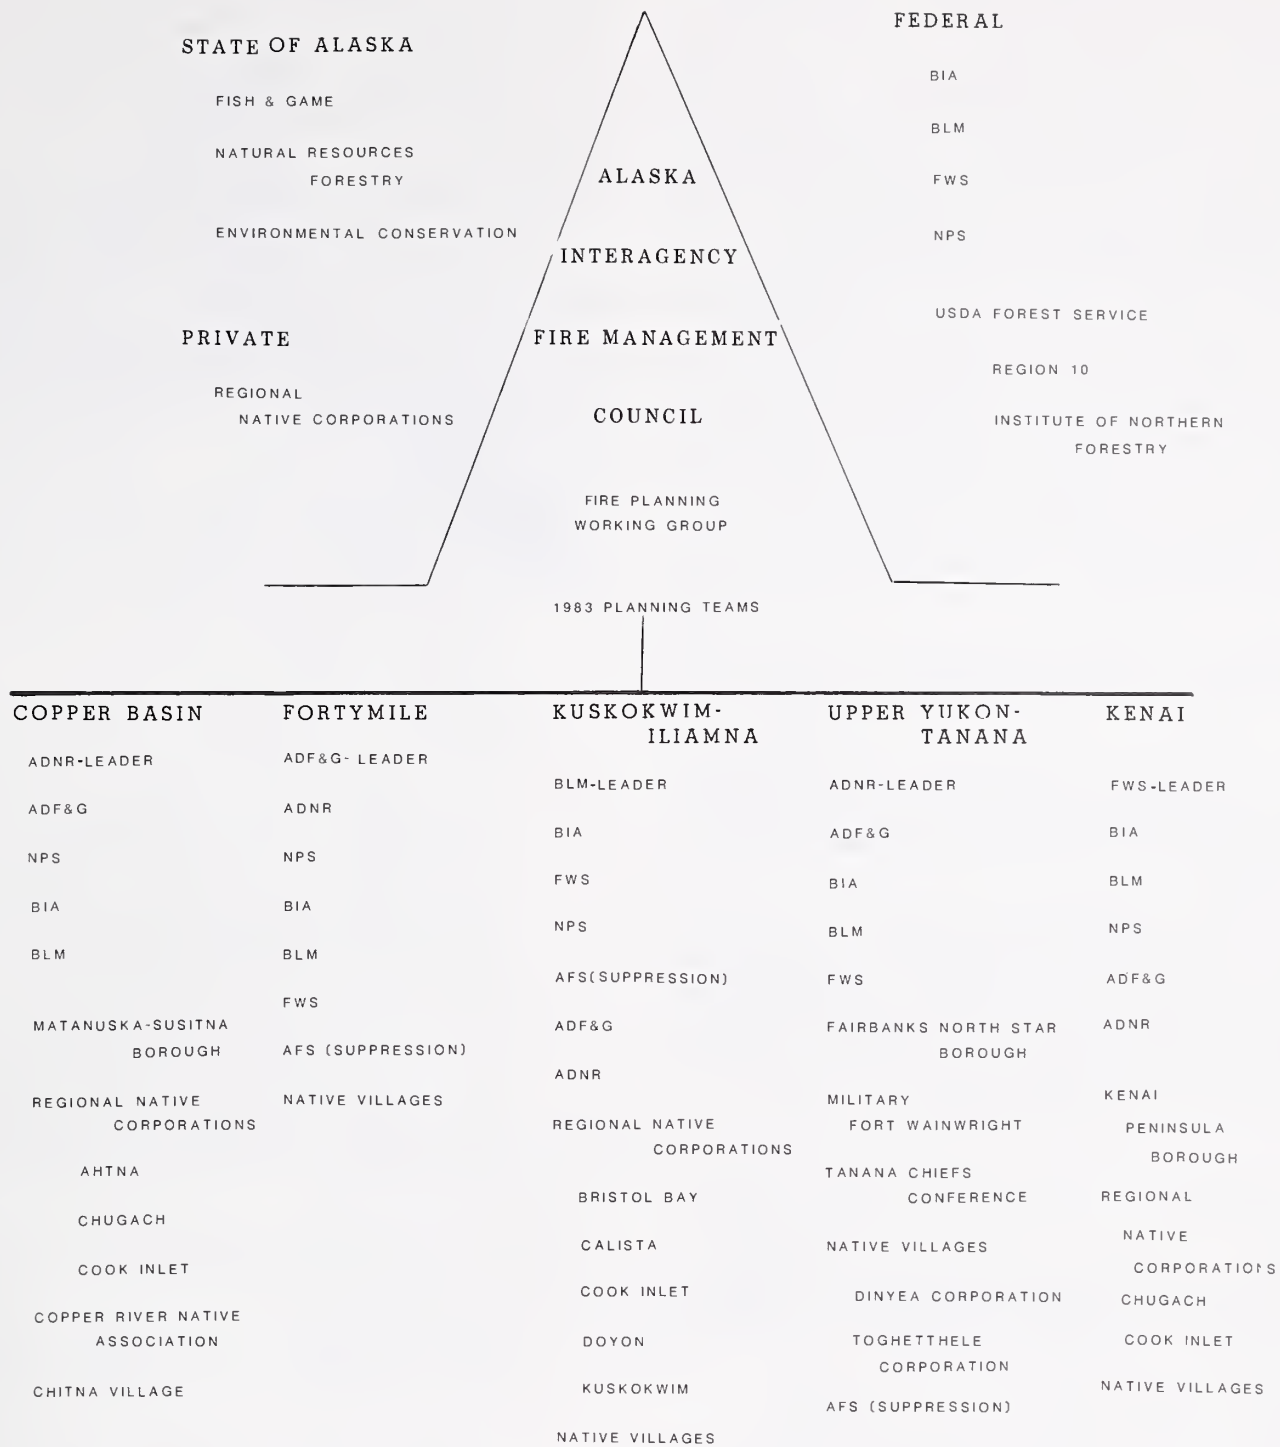 STATE OF ALASKA
FISH & GAME
NATURAL RESOURCES
FORESTRY
ENVIRONMENTAL CONSERVATION
PRIVATE
REGIONAL
NATIVE CORPORATIONS
ALASKA
INTERAGENCY
FIRE MANAGEMENT
COUNCIL
FIRE PLANNING
WORKING GROUP
FEDERAL
BIA
BLM
FWS
NPS
USDA FOREST SERVICE
REGION 10
INSTITUTE OF NORTHERN
FORESTRY
1983 PLANNING TEAMS
COPPER BASIN
ADNR-LEADER
ADF&G
NPS
BIA
BLM
MATANUSKA-SUSITNA
BOROUGH
REGIONAL NATIVE
CORPORATIONS
AHTNA
CHUGACH
COOK INLET
COPPER RIVER NATIVE
ASSOCIATION
CHITNA VILLAGE
FORTYMILE
ADF&G- LEADER
ADNR
NPS
BIA
BLM
FWS
AFS (SUPPRESSION)
NATIVE VILLAGES
KUSKOKWIM-
ILIAMNA
BLM-LEADER
BIA
FWS
NPS
AFS(SUPPRESSION)
ADF&G
ADNR
REGIONAL NATIVE
CORPORATIONS
BRISTOL BAY
CALISTA
COOK INLET
DOYON
KUSKOKWIM
NATIVE VILLAGES
UPPER YUKON-
TANANA
ADNR-LEADER
ADF&G
BIA
BLM
FWS
FAIRBANKS NORTH STAR
BOROUGH
MILITARY
FORT WAINWRIGHT
TANANA CHIEFS
CONFERENCE
NATIVE VILLAGES
DINYEA CORPORATION
TOGHETTHELE
CORPORATION
AFS (SUPPRESSION)
KENAI
FWS-LEADER
BIA
BLM
NPS
ADF&G
ADNR
KENAI
PENINSULA
BOROUGH
REGIONAL
NATIVE
CORPORATIONS
CHUGACH
COOK INLET
NATIVE VILLAGES